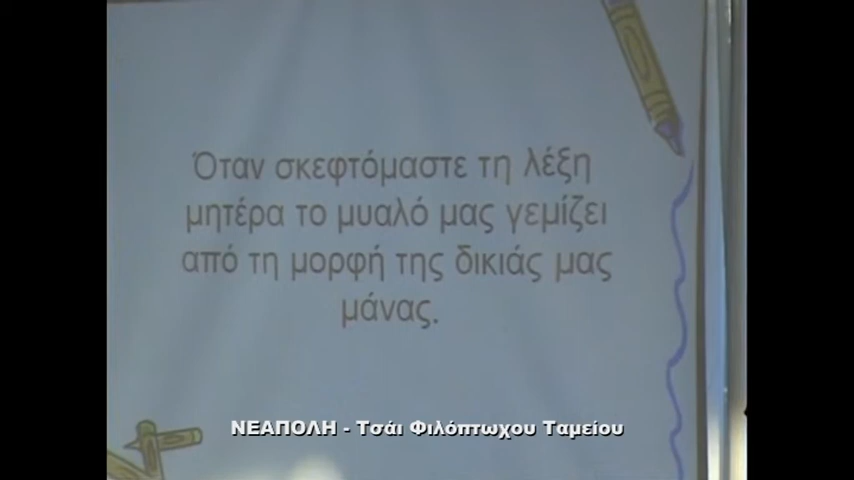 Όταν σκεφτόμαστε τη λέξη
μητέρα το μυαλό μας γεμίζει
από τη μορφή της δικιάς μας
μάνας.
ΝΕΑΠΟΛΗ - Τσάι Φιλόπτωχου Ταμείου